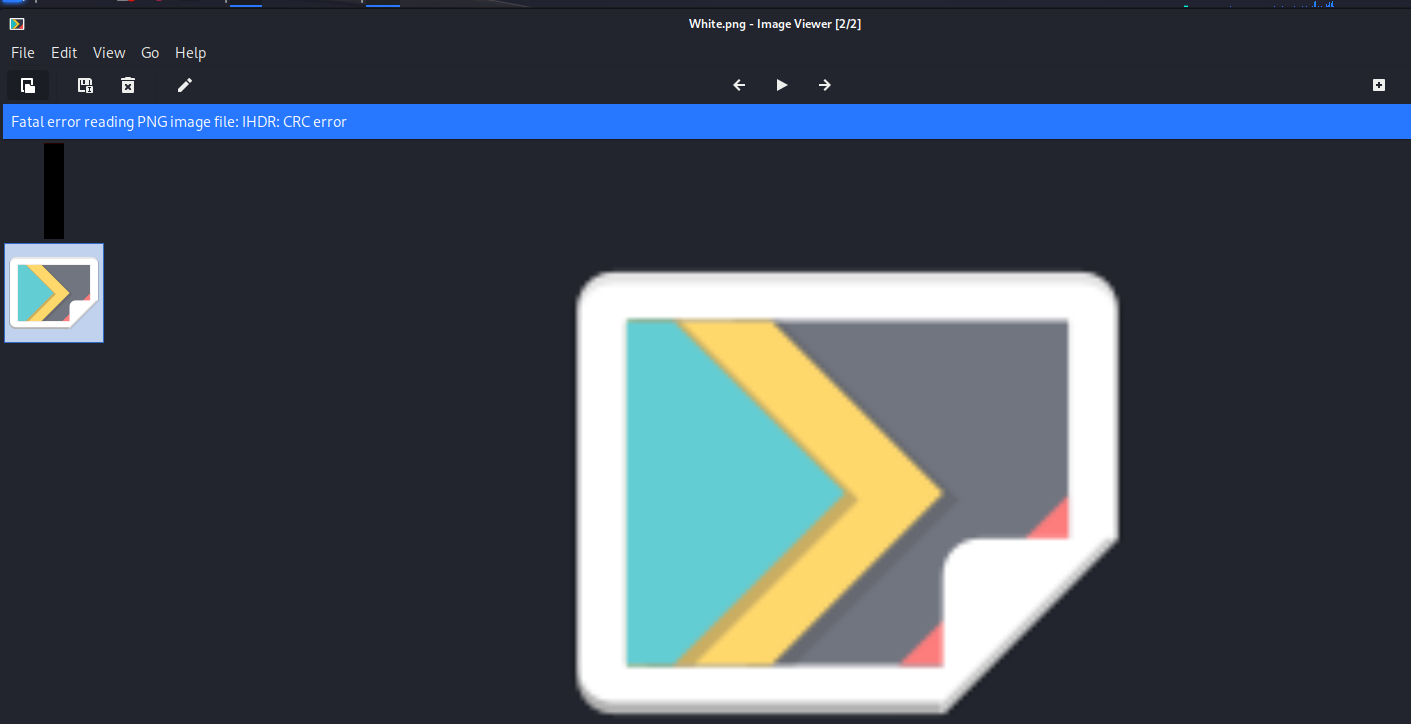 White.png - Image Viewer [2/2]
File Edit View Go Help
Fatal error reading PNG image file: IHDR: CRC error